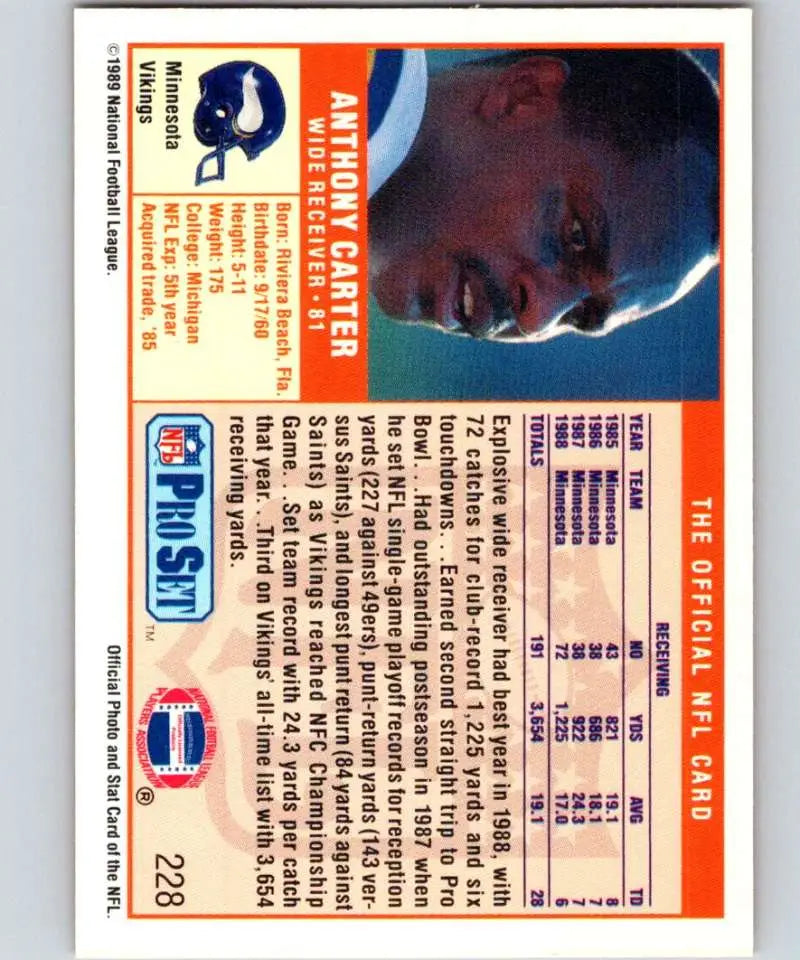 THE OFFICIAL NFL CARD
ANTHONY CARTER
WIDE RECEIVER • 81
Minnesota
Vikings
Born: Riviera Beach, Fla.
Birthdate: 9/17/60
Height: 5-11
Weight: 175
College: Michigan
NFL Exp: 5th year
Acquired trade, '85
RECEIVING
YEAR TEAM NO YDS AVG TD
1985 Minnesota 43 821 19.1 8
1986 Minnesota 38 686 18.1 7
1987 Minnesota 38 922 24.3 7
1988 Minnesota 72 1,225 17.0 6
TOTALS 191 3,654 19.1 28
Explosive wide receiver had best year in 1988, with
72 catches for club-record 1,225 yards and six
touchdowns. . .Earned second straight trip to Pro
Bowl. . .Had outstanding postseason in 1987 when
he set NFL single-game playoff records for reception
yards (227 against 49ers), punt-return yards (143 ver-
sus Saints), and longest punt return (84 yards against
Saints) as Vikings reached NFC Championship
Game. . .Set team record with 24.3 yards per catch
that year. . .Third on Vikings' all-time list with 3,654
receiving yards.
NFL
PRO SET
TM
NATIONAL FOOTBALL LEAGUE
PLAYERS ASSOCIATION
®
228
©1989 National Football League.
Official Photo and Stat Card of the NFL.